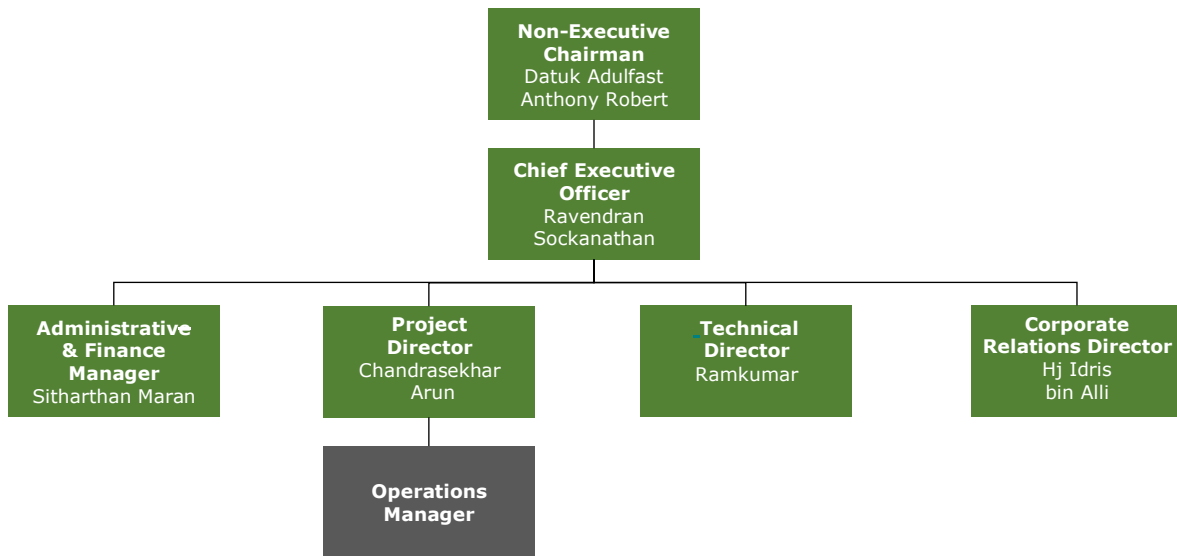 Non-Executive
Chairman
Datuk Adulfast
Anthony Robert
Chief Executive
Officer
Ravendran
Sockanathan
Administrative
& Finance
Manager
Sitharthan Maran
Project
Director
Chandrasekhar
Arun
Technical
Director
Ramkumar
Corporate
Relations Director
Hj Idris
bin Alli
Operations
Manager